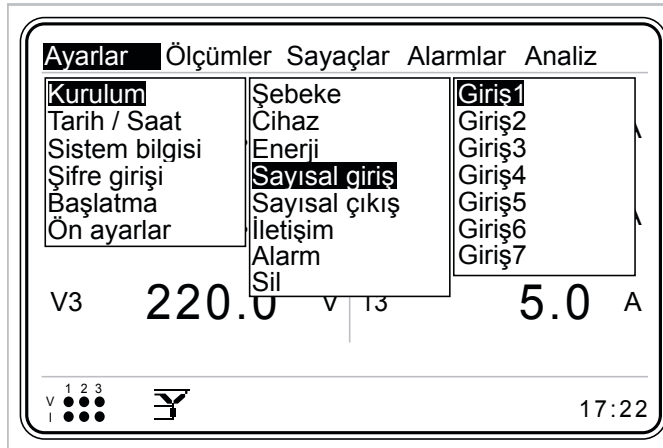 Ayarlar Ölçümler Sayaçlar Alarmlar Analiz
Kurulum
Tarih / Saat
Sistem bilgisi
Şifre girişi
Başlatma
Ön ayarlar
Şebeke
Cihaz
Enerji
Sayısal giriş
Sayısal çıkış
İletişim
Alarm
Sil
Giriş1
Giriş2
Giriş3
Giriş4
Giriş5
Giriş6
Giriş7
V3 220.0 V I3 5.0 A
1 2 3
V
I
17:22